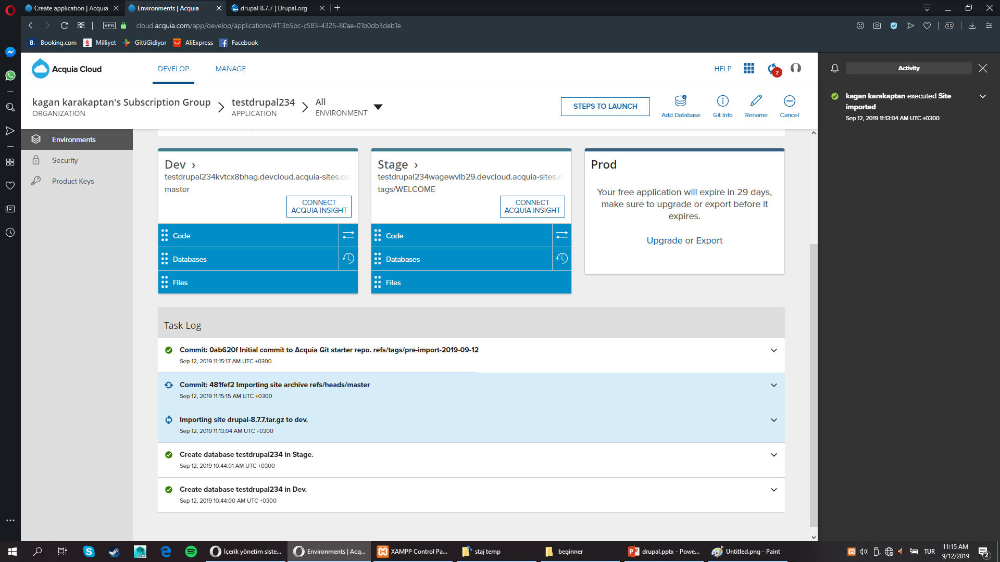 Create application | Acquia
Environments | Acquia
drupal 8.7.7 | Drupal.org
VPN
cloud.acquia.com/app/develop/applications/4113b5bc-c583-4325-80ae-01b0db3deb1e
B. Booking.com
Milliyet
GittiGidiyor
AliExpress
Facebook
Acquia Cloud
DEVELOP
MANAGE
HELP
2
Activity
kagan karakaptan's Subscription Group
ORGANIZATION
testdrupal234
APPLICATION
All
ENVIRONMENT
STEPS TO LAUNCH
Add Database
Git Info
Rename
Cancel
kagan karakaptan executed Site
imported
Sep 12, 2019 11:13:04 AM UTC +0300
Environments
Security
Product Keys
Dev ›
testdrupal234kvtcx8bhag.devcloud.acquia-sites.co
master
CONNECT
ACQUIA INSIGHT
Code
Databases
Files
Stage ›
testdrupal234wagewvlb29.devcloud.acquia-sites.c
tags/WELCOME
CONNECT
ACQUIA INSIGHT
Code
Databases
Files
Prod
Your free application will expire in 29 days,
make sure to upgrade or export before it
expires.
Upgrade or Export
Task Log
Commit: 0ab620f Initial commit to Acquia Git starter repo. refs/tags/pre-import-2019-09-12
Sep 12, 2019 11:15:17 AM UTC +0300
Commit: 481fef2 Importing site archive refs/heads/master
Sep 12, 2019 11:15:15 AM UTC +0300
Importing site drupal-8.7.7.tar.gz to dev.
Sep 12, 2019 11:13:04 AM UTC +0300
Create database testdrupal234 in Stage.
Sep 12, 2019 10:44:01 AM UTC +0300
Create database testdrupal234 in Dev.
Sep 12, 2019 10:44:00 AM UTC +0300
İçerik yönetim siste...
Environments | Acq...
XAMPP Control Pa...
staj temp
beginner
drupal.pptx - Powe...
Untitled.png - Paint
TUR
11:15 AM
9/12/2019
2